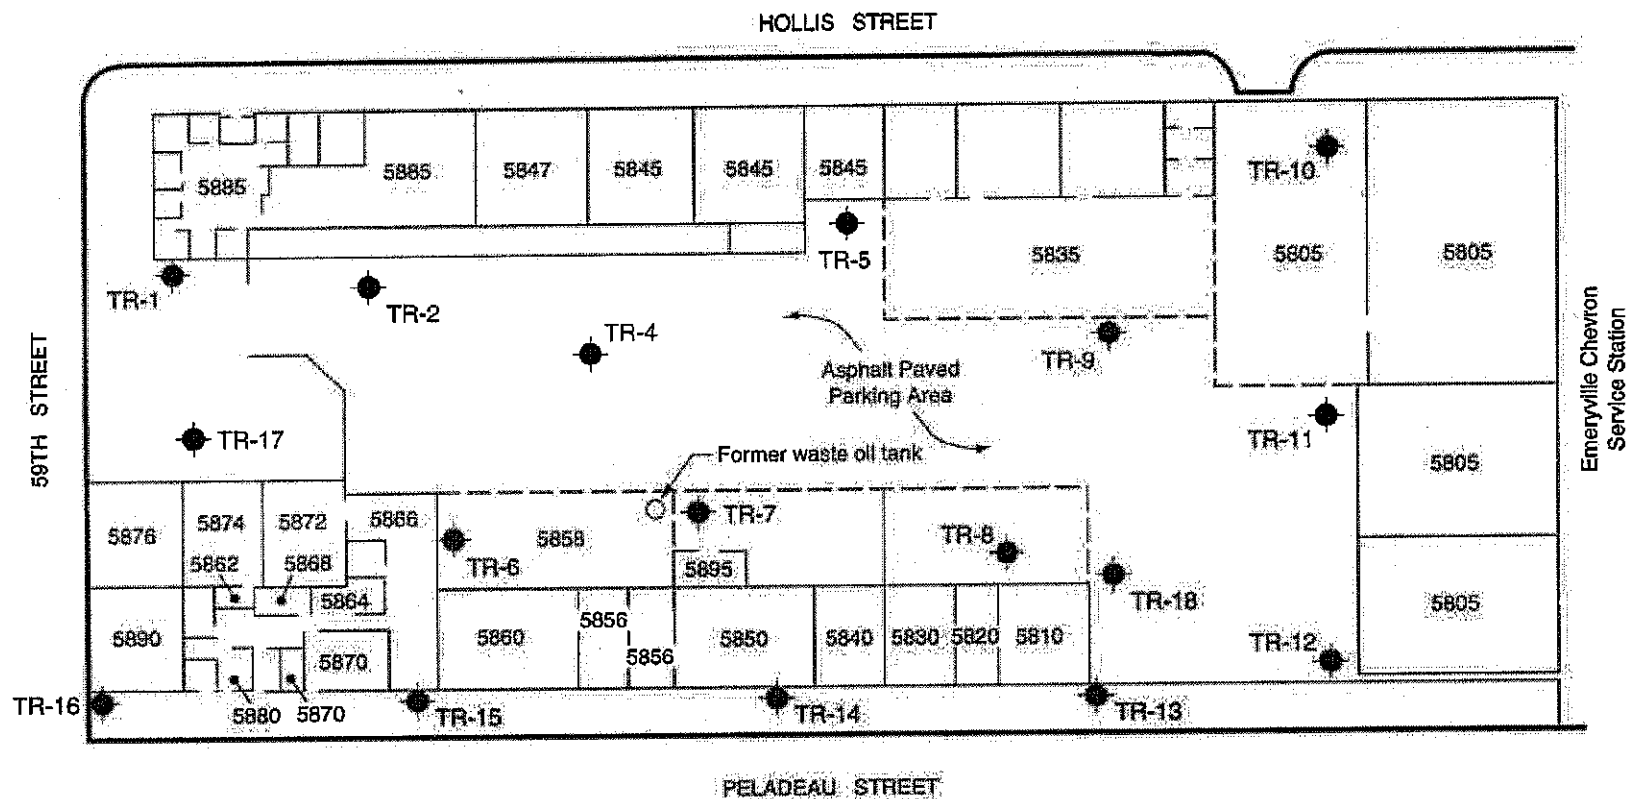 HOLLIS STREET
5885
5885
5847
5845
5845
5845
TR-10
TR-5
5835
5805
5805
TR-1
TR-2
TR-4
TR-9
59TH STREET
Asphalt Paved
Parking Area
Emeryville Chevron
Service Station
TR-17
TR-11
Former waste oil tank
5805
5876
5874
5872
5866
TR-6
5858
TR-7
TR-8
5862
5868
5895
5864
TR-18
5805
5890
5860
5856
5856
5850
5840
5830
5820
5810
5870
TR-12
TR-16
5880
5870
TR-15
TR-14
TR-13
PELADEAU STREET